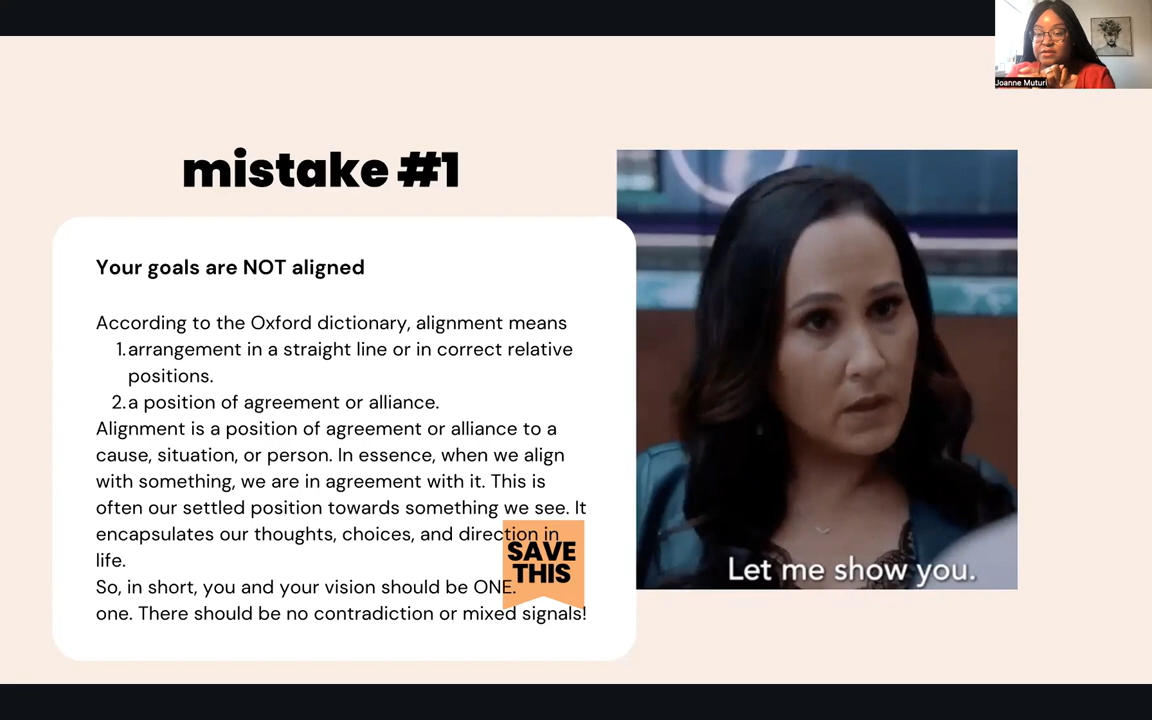 Joanne Muturi
mistake #1
Your goals are NOT aligned
According to the Oxford dictionary, alignment means
1. arrangement in a straight line or in correct relative
positions.
2. a position of agreement or alliance.
Alignment is a position of agreement or alliance to a
cause, situation, or person. In essence, when we align
with something, we are in agreement with it. This is
often our settled position towards something we see. It
encapsulates our thoughts, choices, and direction in
life.
So, in short, you and your vision should be ONE.
one. There should be no contradiction or mixed signals!
SAVE
THIS
Let me show you.